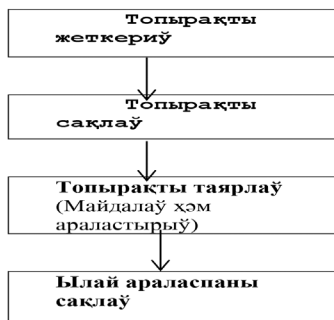 Топырақты
жеткериў
Топырақты
сақлаў
Топырақты таярлаў
(Майдалаў ҳәм
араластырыў)
Ылай араласпаны
сақлаў